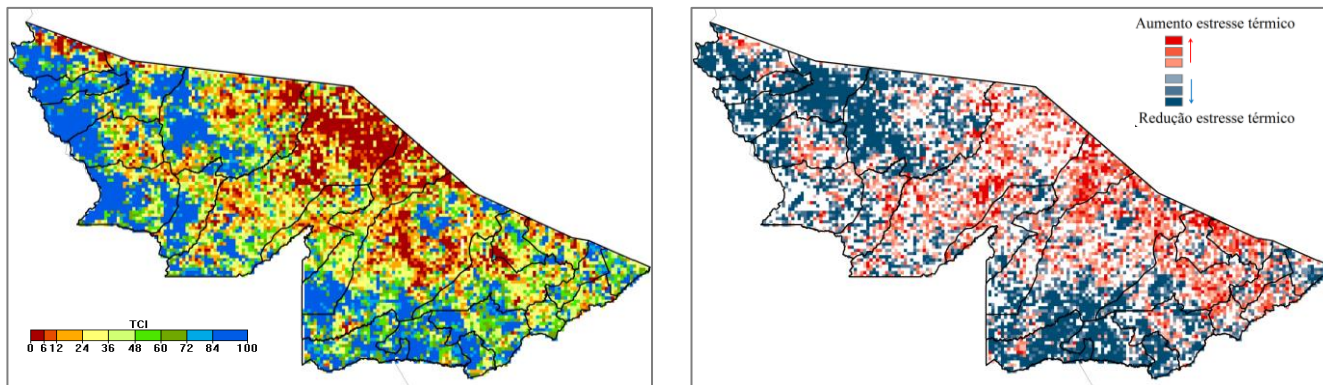 TCI
0 6 12 24 36 48 60 72 84 100
Aumento estresse térmico
Redução estresse térmico